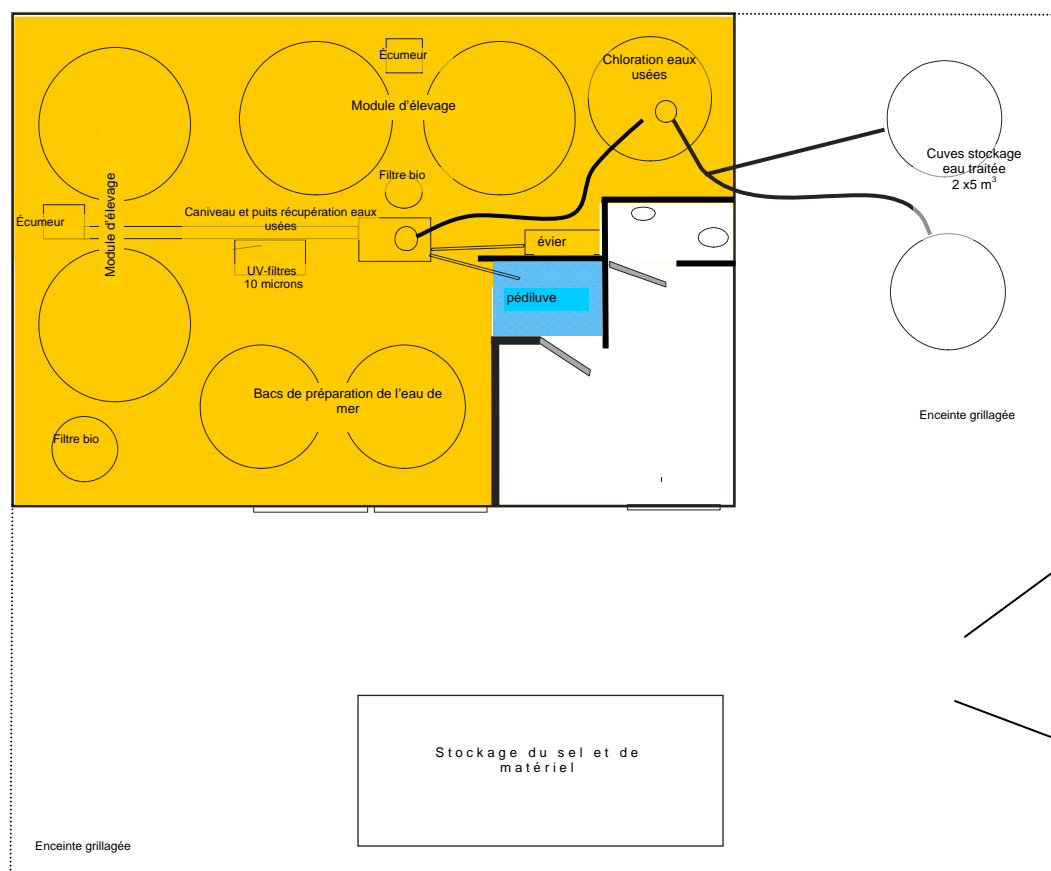 Écumeur
Chloration eaux
usées
Module d'élevage
Cuves stockage
eau traitée
2 x5 m³
Filtre bio
Module d'élevage
Écumeur
Caniveau et puits récupération eaux
usées
évier
UV-filtres
10 microns
pédiluve
Bacs de préparation de l'eau de
mer
Enceinte grillagée
Filtre bio
Stockage du sel et de
matériel
Enceinte grillagée